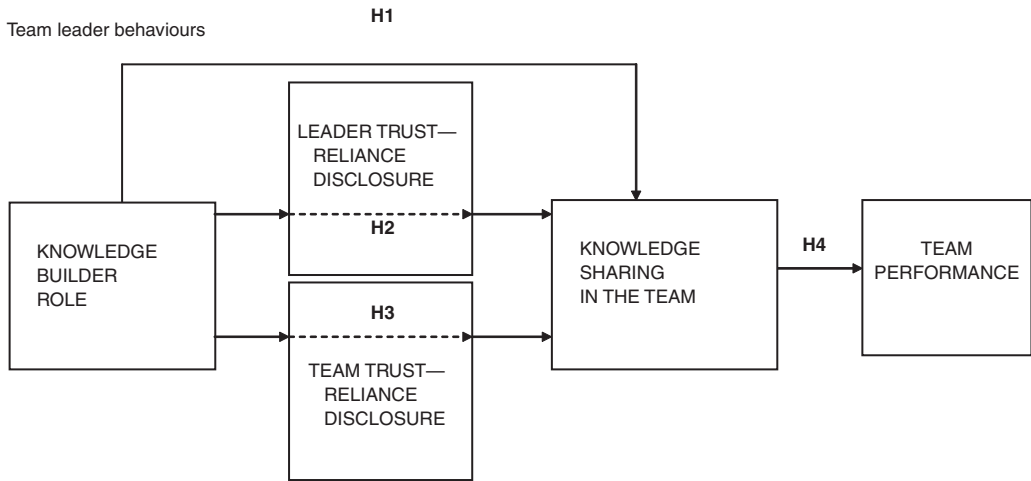 H1
Team leader behaviours
LEADER TRUST—
RELIANCE
DISCLOSURE
H2
KNOWLEDGE
BUILDER
ROLE
H3
TEAM TRUST—
RELIANCE
DISCLOSURE
KNOWLEDGE
SHARING
IN THE TEAM
H4
TEAM
PERFORMANCE